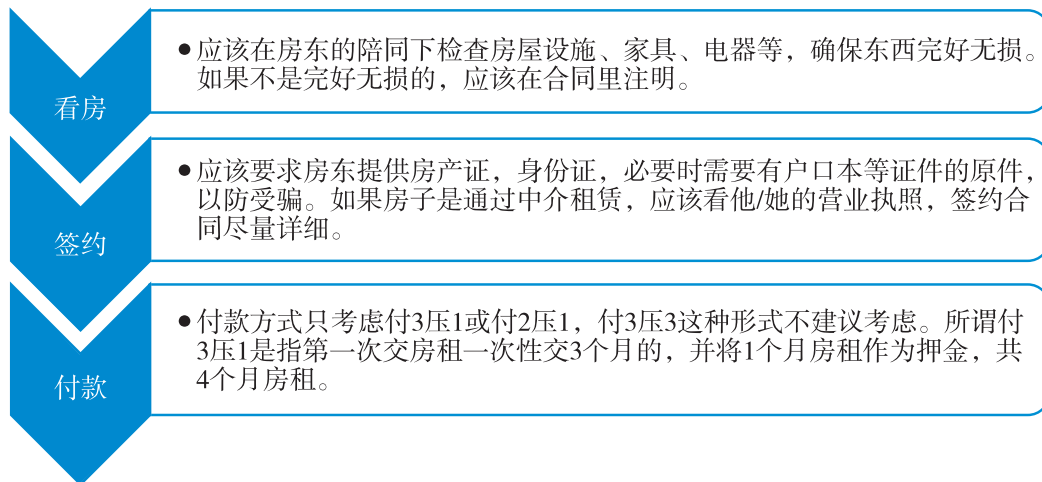 看房
●应该在房东的陪同下检查房屋设施、家具、电器等，确保东西完好无损。
如果不是完好无损的，应该在合同里注明。
签约
●应该要求房东提供房产证，身份证，必要时需要有户口本等证件的原件，
以防受骗。如果房子是通过中介租赁，应该看他/她的营业执照，签约合
同尽量详细。
付款
●付款方式只考虑付3压1或付2压1，付3压3这种形式不建议考虑。所谓付
3压1是指第一次交房租一次性交3个月的，并将1个月房租作为押金，共
4个月房租。